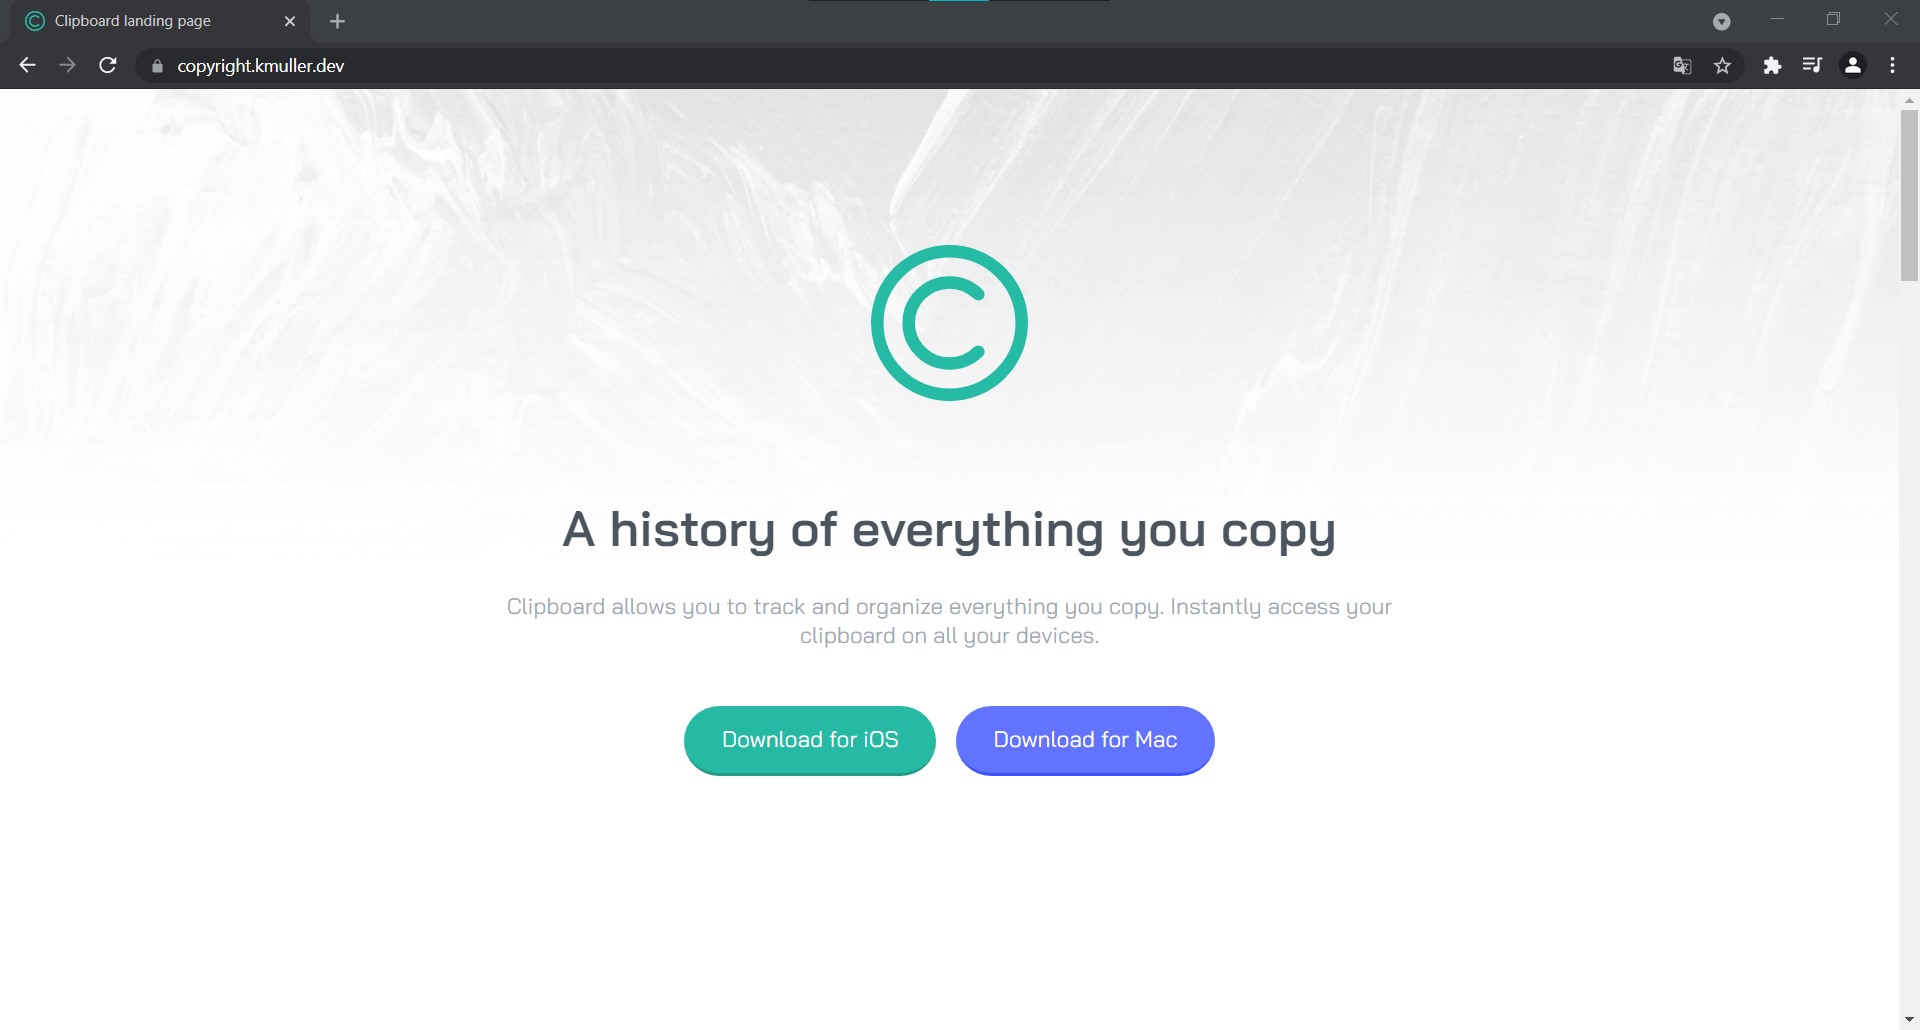 Clipboard landing page
copyright.kmuller.dev
C
A history of everything you copy
Clipboard allows you to track and organize everything you copy. Instantly access your
clipboard on all your devices.
Download for iOS
Download for Mac